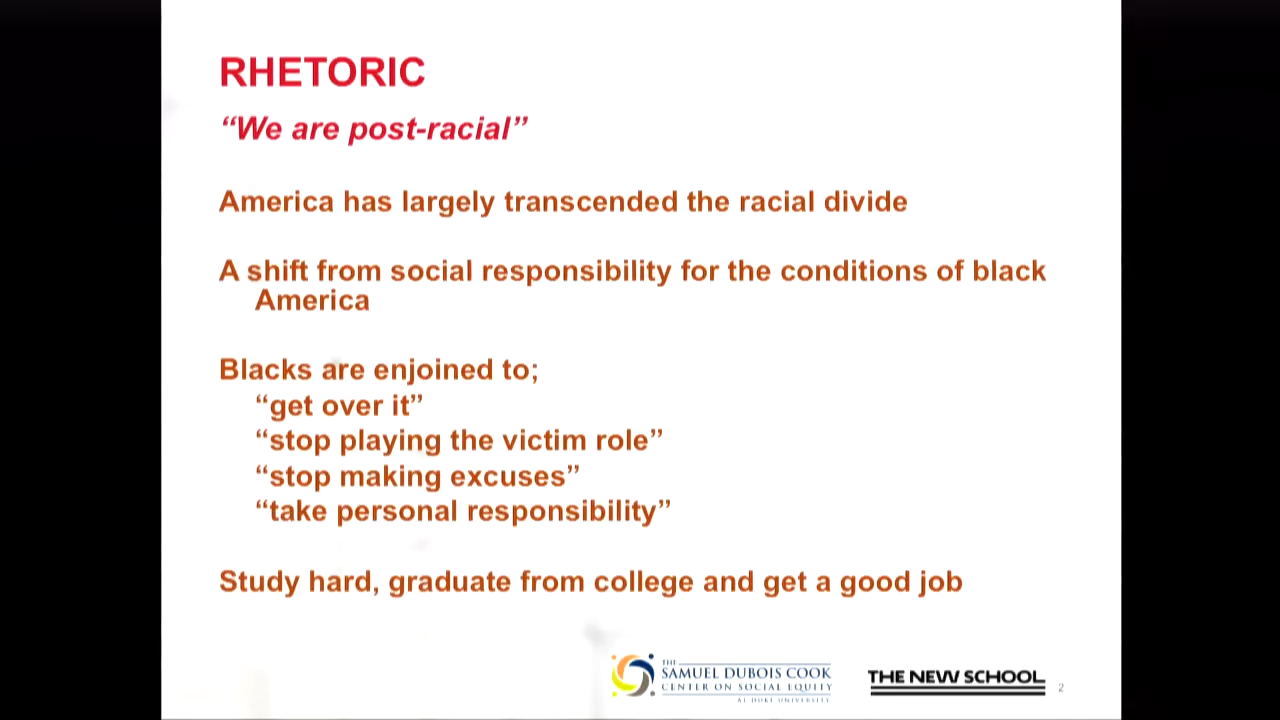 RHETORIC
“We are post-racial”
America has largely transcended the racial divide
A shift from social responsibility for the conditions of black
America
Blacks are enjoined to;
“get over it”
“stop playing the victim role”
“stop making excuses”
“take personal responsibility”
Study hard, graduate from college and get a good job
THE
SAMUEL DUBOIS COOK
CENTER ON SOCIAL EQUITY
AT DUKE UNIVERSITY
THE NEW SCHOOL
2